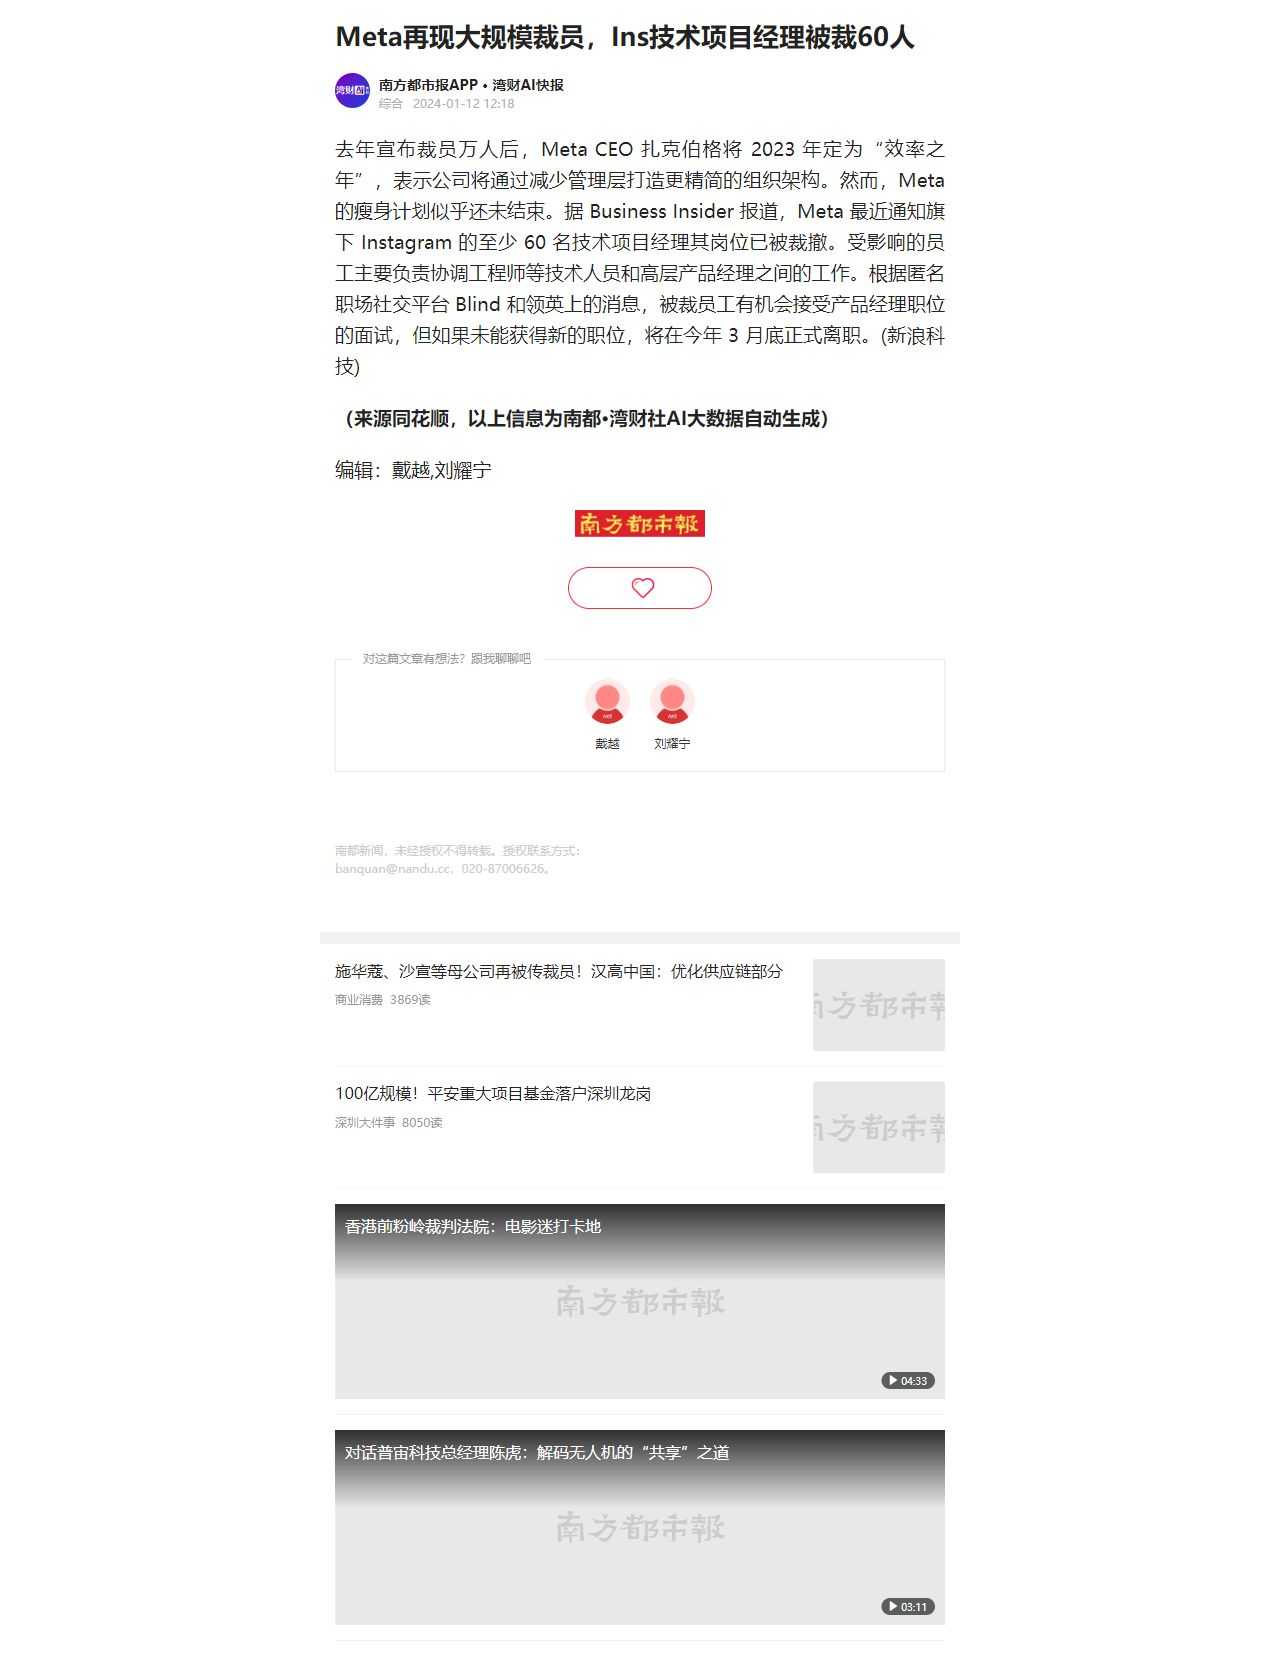 Meta再现大规模裁员，Ins技术项目经理被裁60人
湾财AI
南方都市报APP • 湾财AI快报
综合 2024-01-12 12:18
去年宣布裁员万人后，Meta CEO 扎克伯格将 2023 年定为“效率之
年”，表示公司将通过减少管理层打造更精简的组织架构。然而，Meta
的瘦身计划似乎还未结束。据 Business Insider 报道，Meta 最近通知旗
下 Instagram 的至少 60 名技术项目经理其岗位已被裁撤。受影响的员
工主要负责协调工程师等技术人员和高层产品经理之间的工作。根据匿名
职场社交平台 Blind 和领英上的消息，被裁员工有机会接受产品经理职位
的面试，但如果未能获得新的职位，将在今年 3 月底正式离职。(新浪科
技)
（来源同花顺，以上信息为南都•湾财社AI大数据自动生成）
编辑：戴越,刘耀宁
南方都市報
对这篇文章有想法？跟我聊聊吧
戴越 刘耀宁
南都新闻，未经授权不得转载。授权联系方式：
banquan@nandu.cc，020-87006626。
施华蔻、沙宣等母公司再被传裁员！汉高中国：优化供应链部分
商业消费 3869读
南方都市報
100亿规模！平安重大项目基金落户深圳龙岗
深圳大件事 8050读
南方都市報
香港前粉岭裁判法院：电影迷打卡地
南方都市報
04:33
对话普宙科技总经理陈虎：解码无人机的“共享”之道
南方都市報
03:11